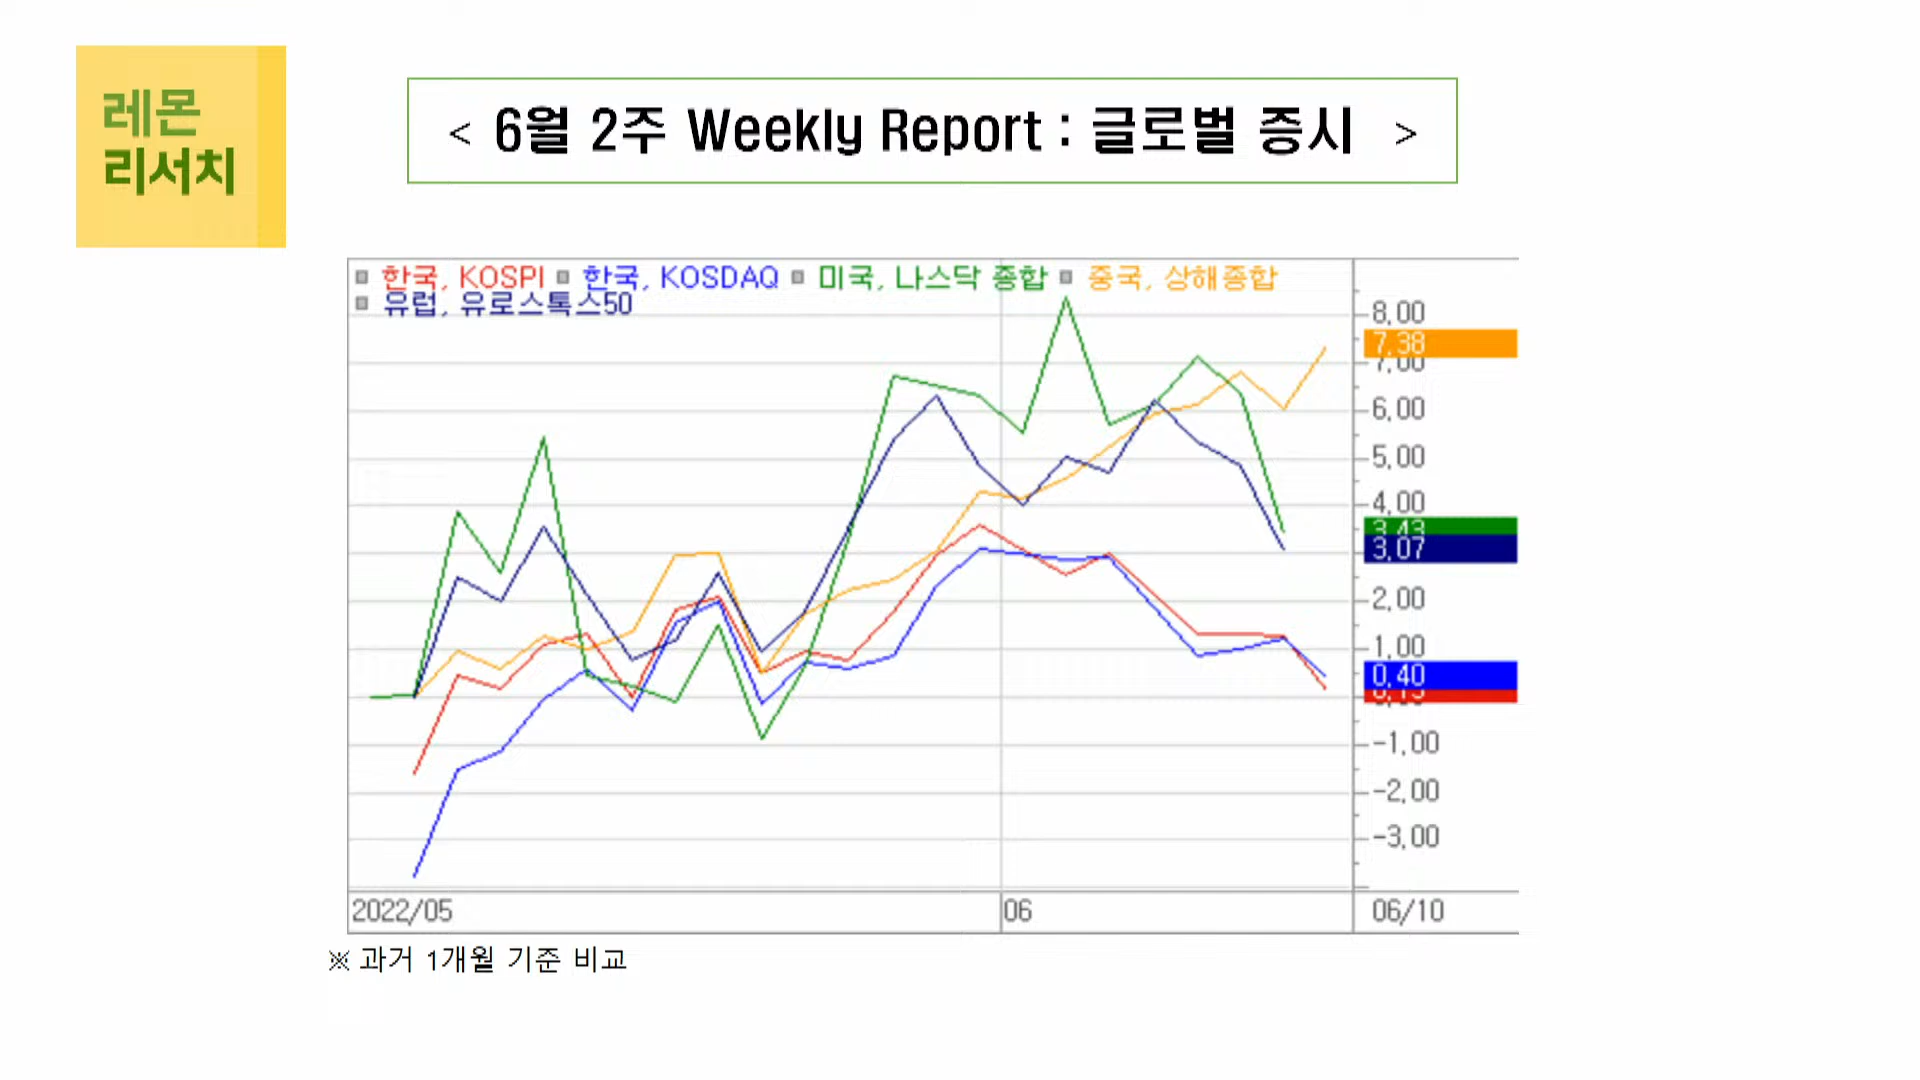 레몬
리서치
< 6월 2주 Weekly Report : 글로벌 증시 >
한국, KOSPI 한국, KOSDAQ 미국, 나스닥 종합 중국, 상해종합
유럽, 유로스톡스50
8,00
7,38
7,00
6,00
5,00
4,00
3,43
3,07
2,00
1,00
0,40
-1,00
-2,00
-3,00
2022/05 06 06/10
※ 과거 1개월 기준 비교